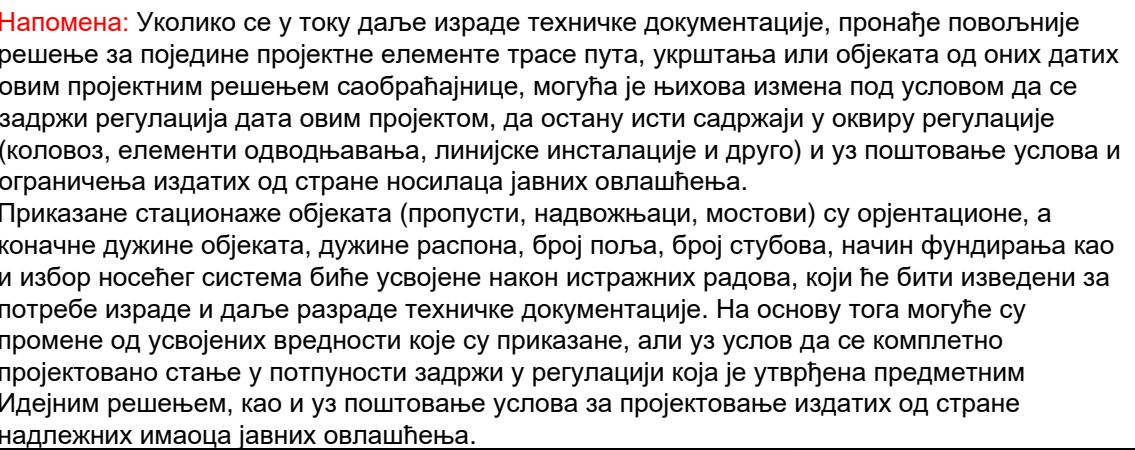 Напомена: Уколико се у току даље израде техничке документације, пронађе повољније
решење за поједине пројектне елементе трасе пута, укрштања или објеката од оних датих
овим пројектним решењем саобраћајнице, могућа је њихова измена под условом да се
задржи регулација дата овим пројектом, да остану исти садржаји у оквиру регулације
(коловоз, елементи одводњавања, линијске инсталације и друго) и уз поштовање услова и
ограничења издатих од стране носилаца јавних овлашћења.
Приказане стационаже објеката (пропусти, надвожњаци, мостови) су орјентационе, а
коначне дужине објеката, дужине распона, број поља, број стубова, начин фундирања као
и избор носећег система биће усвојене након истражних радова, који ће бити изведени за
потребе израде и даље разраде техничке документације. На основу тога могуће су
промене од усвојених вредности које су приказане, али уз услов да се комплетно
пројектовано стање у потпуности задржи у регулацији која је утврђена предметним
Идејним решењем, као и уз поштовање услова за пројектовање издатих од стране
надлежних имаоца јавних овлашћења.